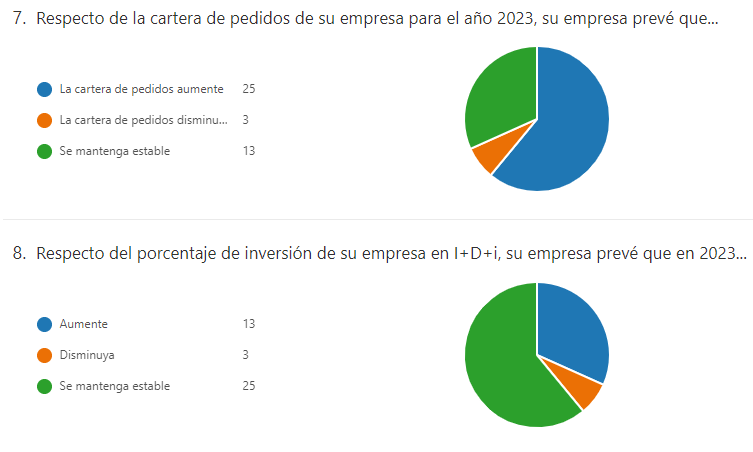 7. Respecto de la cartera de pedidos de su empresa para el año 2023, su empresa prevé que...
La cartera de pedidos aumente 25
La cartera de pedidos disminu... 3
Se mantenga estable 13
8. Respecto del porcentaje de inversión de su empresa en I+D+i, su empresa prevé que en 2023...
Aumente 13
Disminuya 3
Se mantenga estable 25